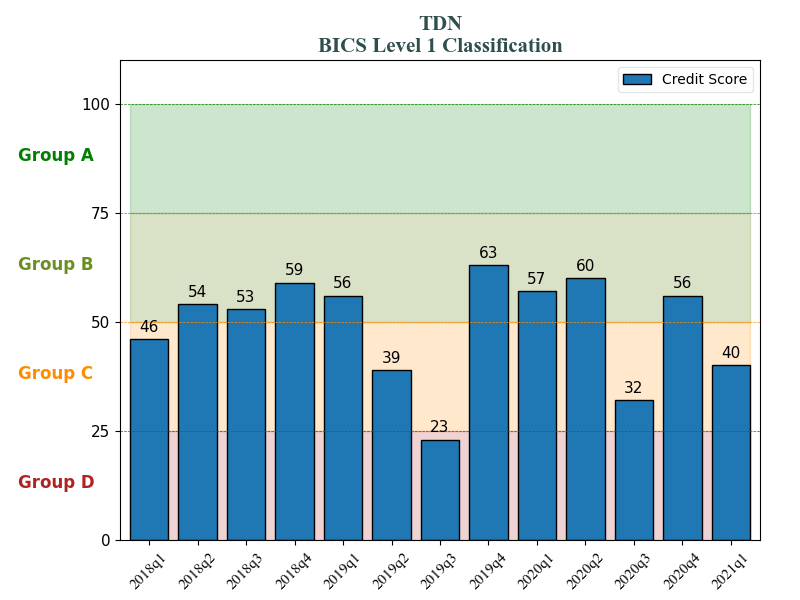 TDN
BICS Level 1 Classification
Credit Score
100
Group A
75
Group B
63
60
59
57
56
56
54
53
50
46
40
39
Group C
32
25
23
Group D
0
2018q1
2018q2
2018q3
2018q4
2019q1
2019q2
2019q3
2019q4
2020q1
2020q2
2020q3
2020q4
2021q1